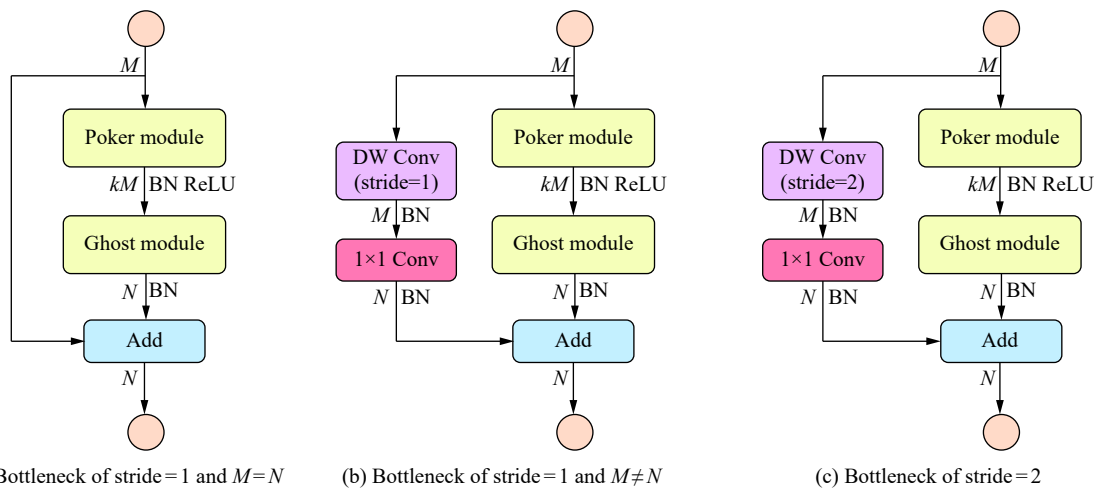 M
Poker module
kM BN ReLU
Ghost module
N BN
Add
N
Bottleneck of stride=1 and M=N
M
DW Conv
(stride=1)
M BN
1×1 Conv
N BN
Poker module
kM BN ReLU
Ghost module
N BN
Add
N
(b) Bottleneck of stride=1 and M≠N
M
DW Conv
(stride=2)
M BN
1×1 Conv
N BN
Poker module
kM BN ReLU
Ghost module
N BN
Add
N
(c) Bottleneck of stride=2